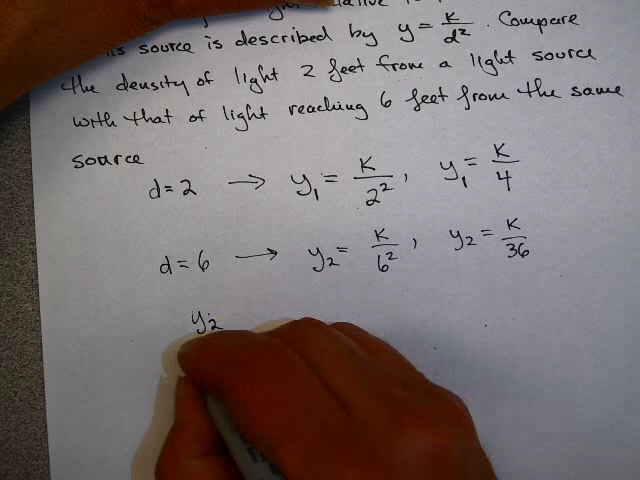 source is described by y = K/d². Compare
the density of light 2 feet from a light source
with that of light reaching 6 feet from the same
source
d = 2 → y₁ = K/2², y₁ = K/4
d = 6 → y₂ = K/6², y₂ = K/36
y₂